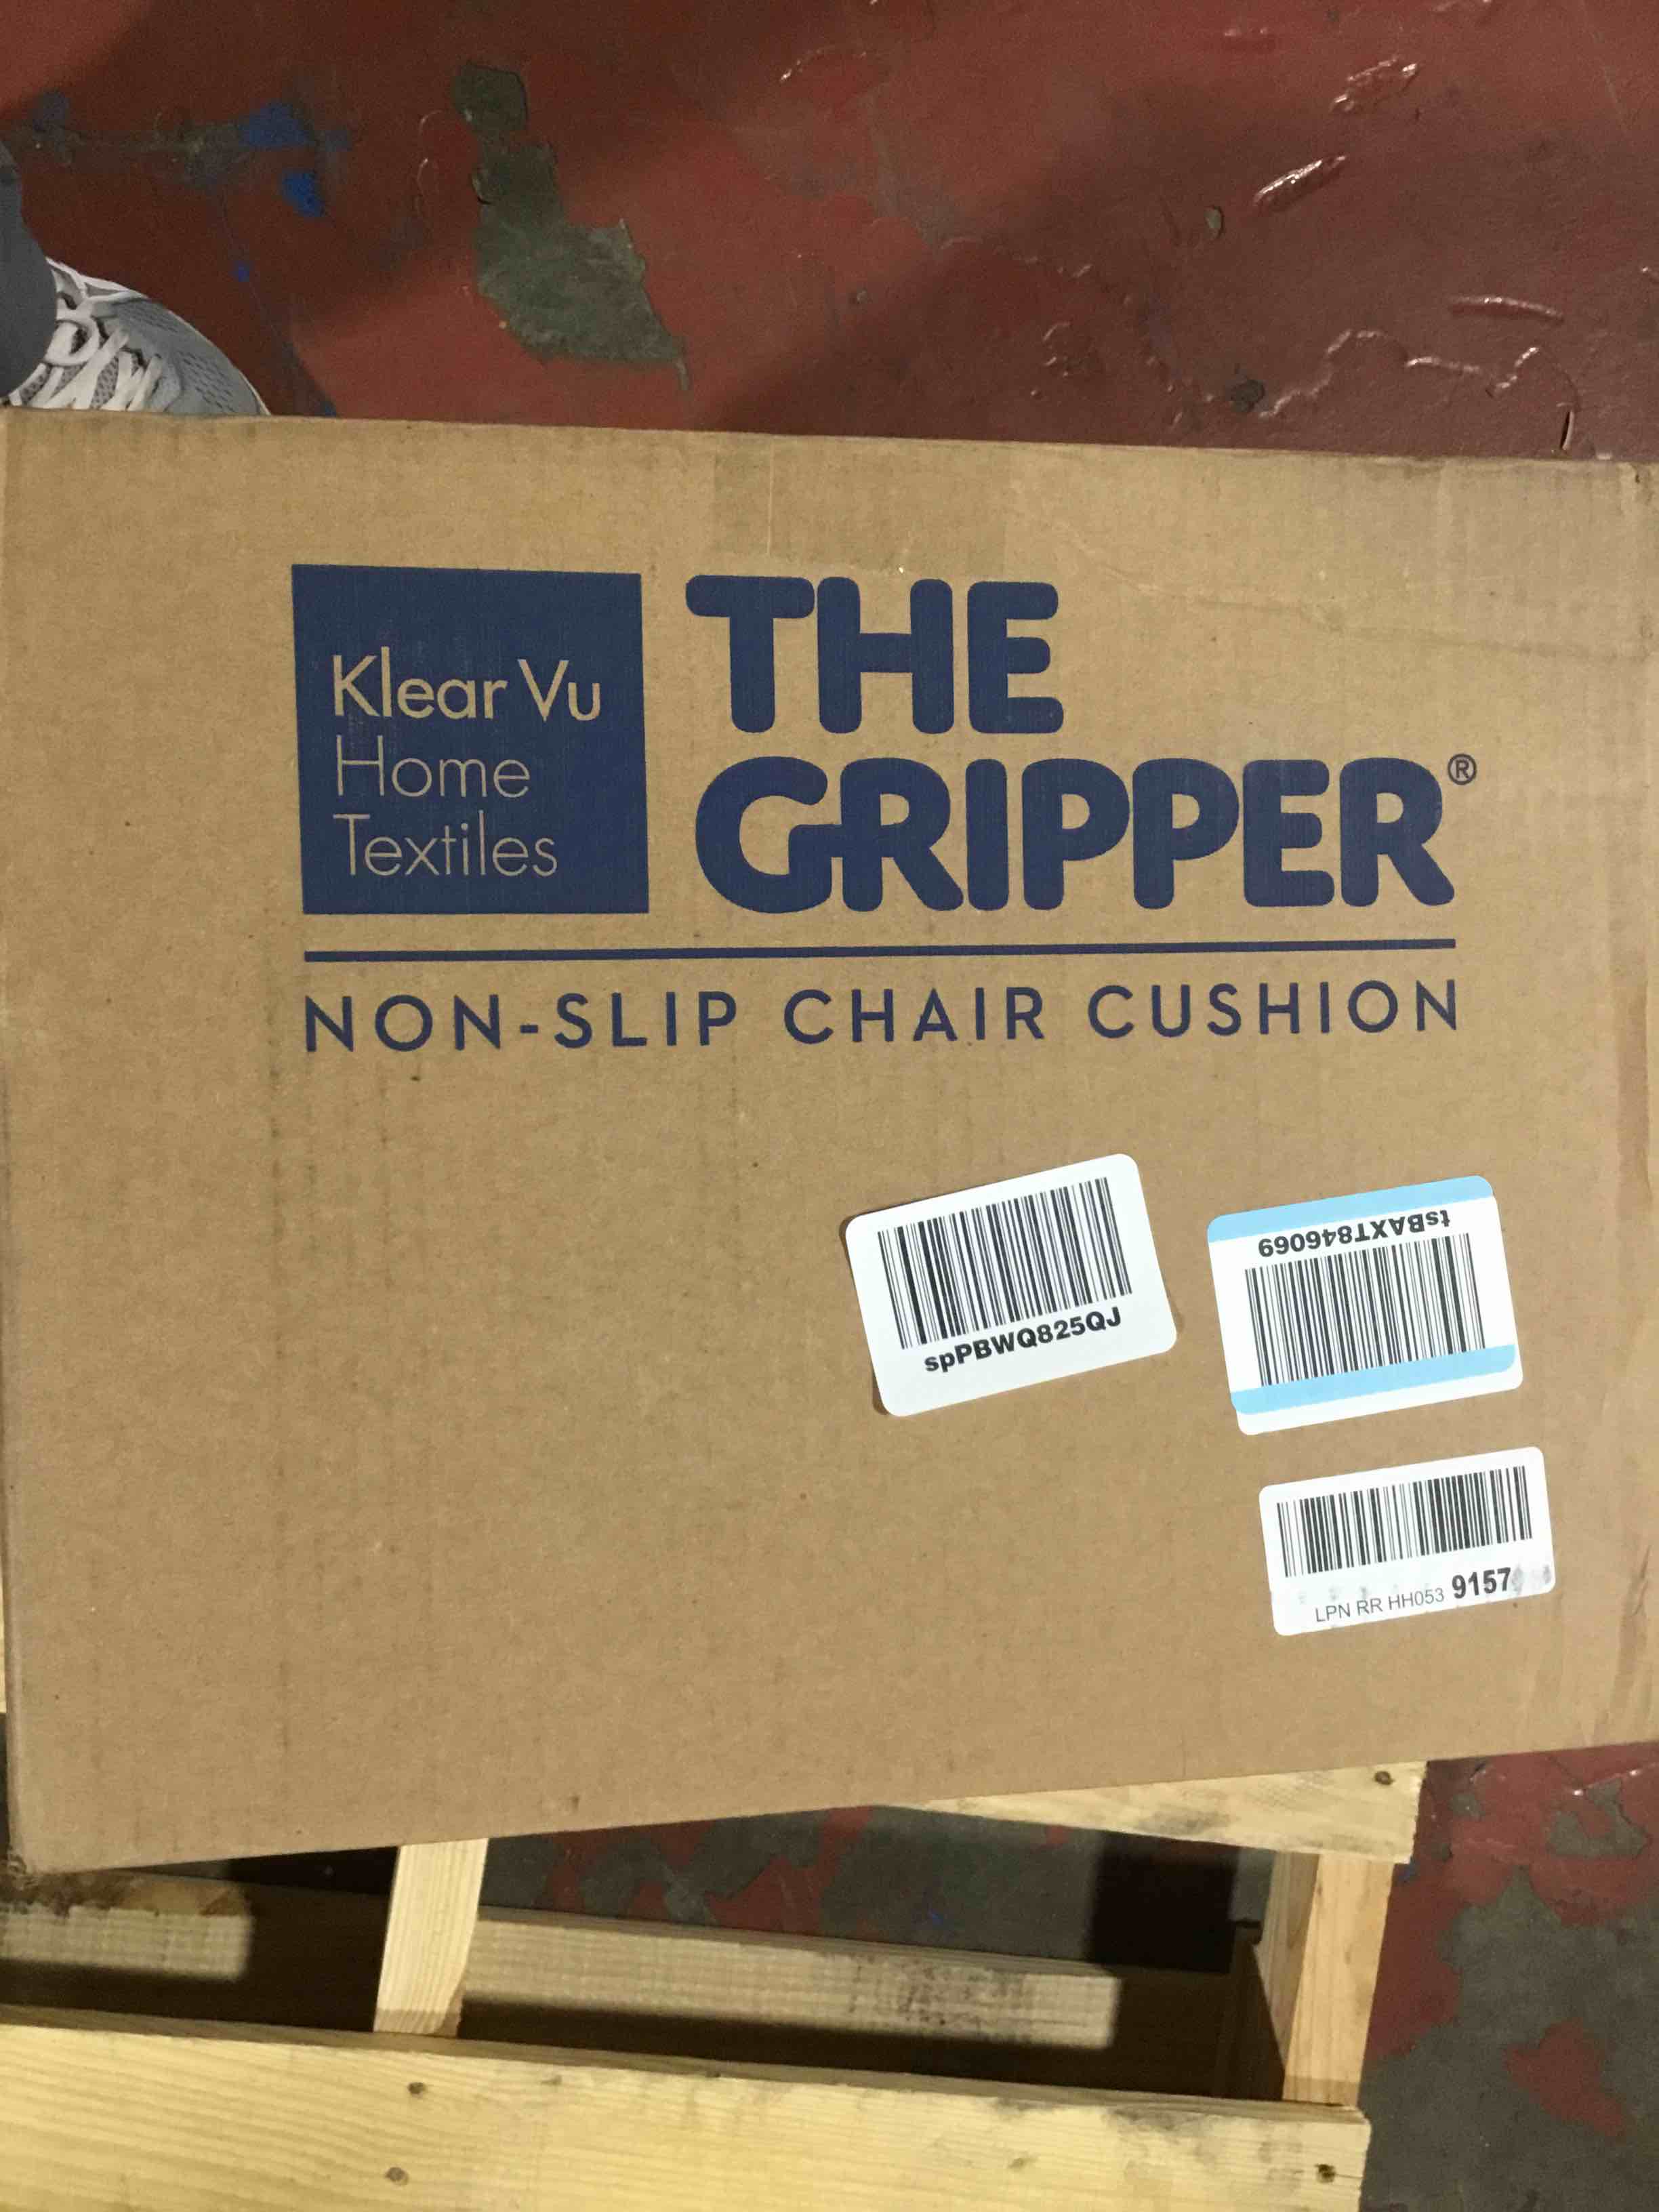 Klear Vu
Home
Textiles
THE
GRIPPER®
NON-SLIP CHAIR CUSHION
spPBWQ825QJ
tsBAXT846069
LPN RR HH053 9157